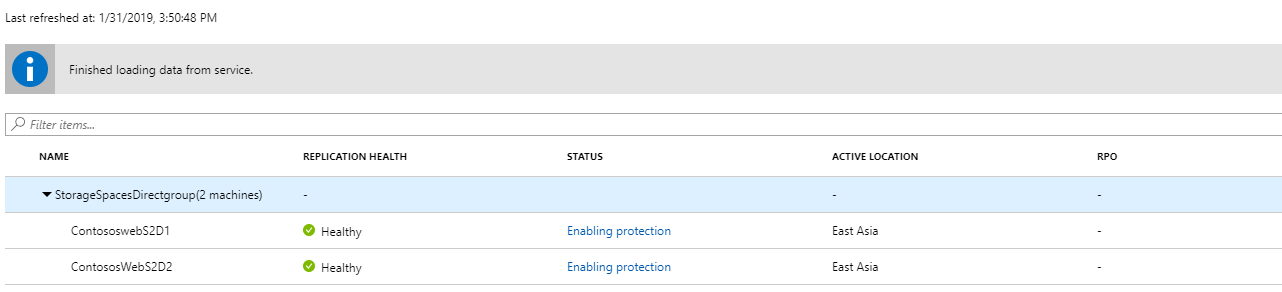 Last refreshed at: 1/31/2019, 3:50:48 PM
Finished loading data from service.
Filter items...
NAME REPLICATION HEALTH STATUS ACTIVE LOCATION RPO
StorageSpacesDirectgroup(2 machines) - - -
ContososwebS2D1 Healthy Enabling protection East Asia -
ContososWebS2D2 Healthy Enabling protection East Asia -